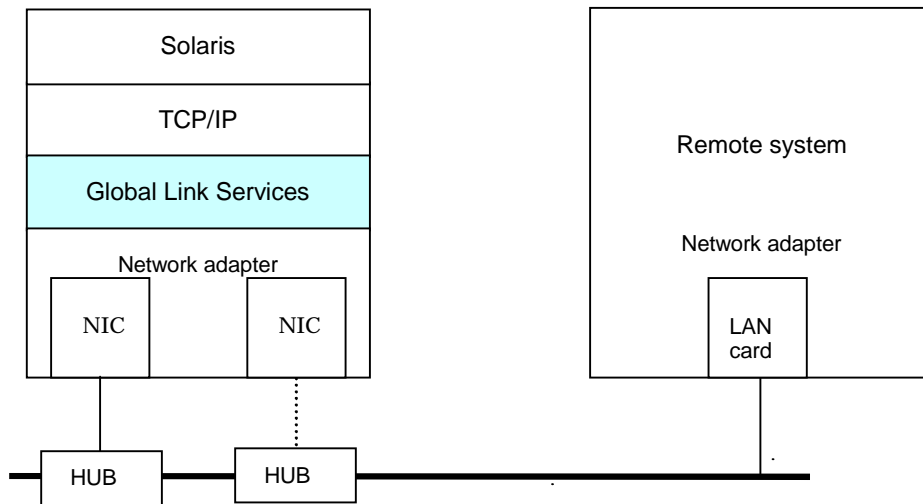 Solaris
TCP/IP
Global Link Services
Network adapter
NIC
NIC
HUB
HUB
Remote system
Network adapter
LAN
card